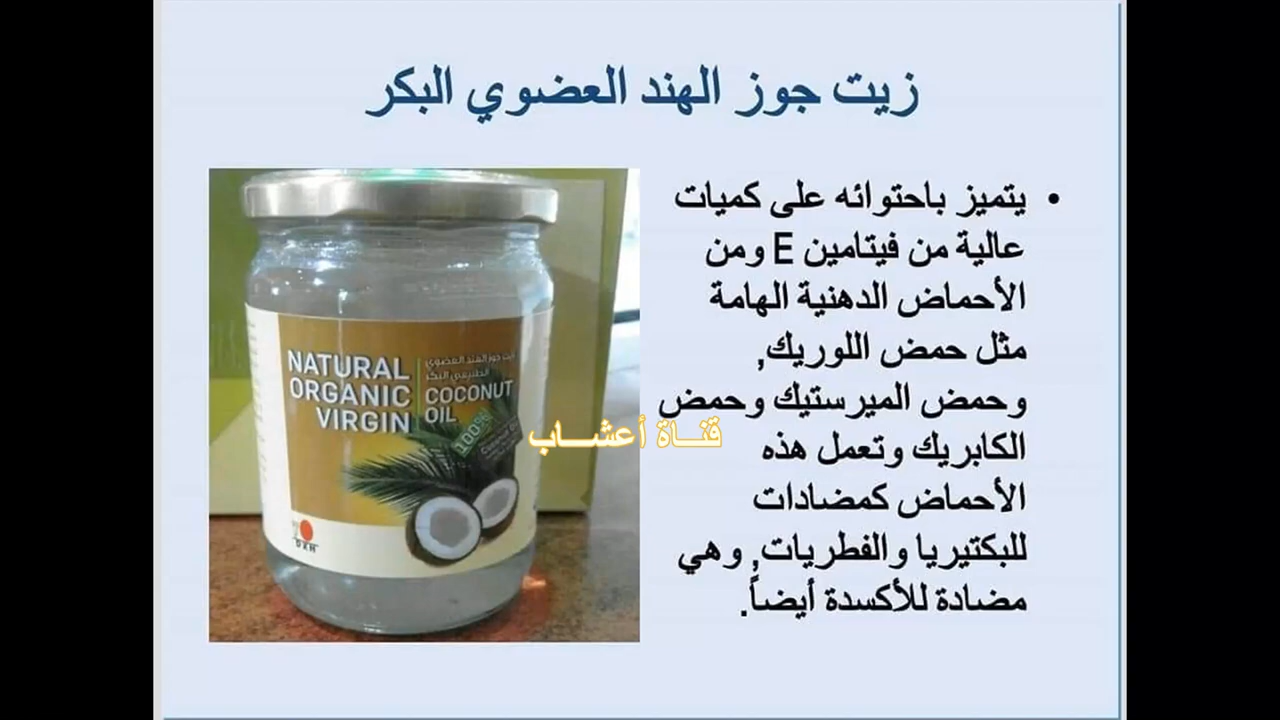 زيت جوز الهند العضوي البكر
• يتميز باحتوائه على كميات
عالية من فيتامين E ومن
الأحماض الدهنية الهامة
مثل حمض اللوريك,
وحمض الميرستيك وحمض
الكابريك وتعمل هذه
الأحماض كمضادات
للبكتيريا والفطريات, وهي
مضادة للأكسدة أيضاً.
قناة أعشاب
NATURAL
ORGANIC
VIRGIN
زيت جوز الهند العضوي
الطبيعي البكر
COCONUT
OIL
100%
DXN